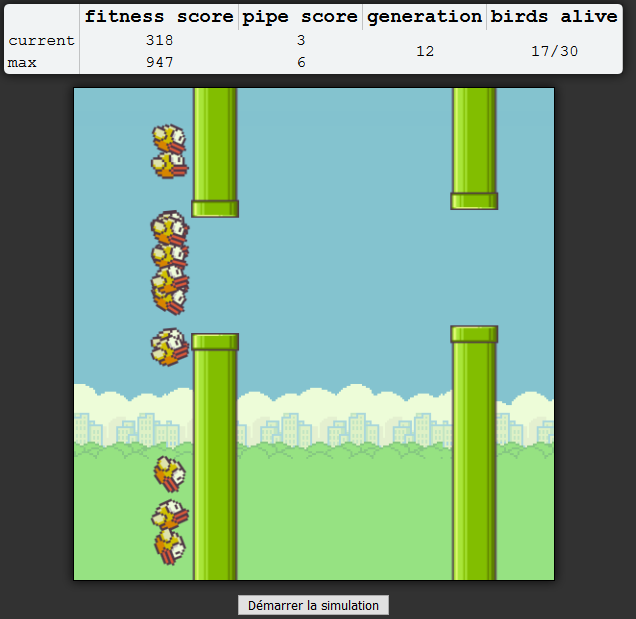 fitness score pipe score generation birds alive
current 318 3 12 17/30
max 947 6
Démarrer la simulation